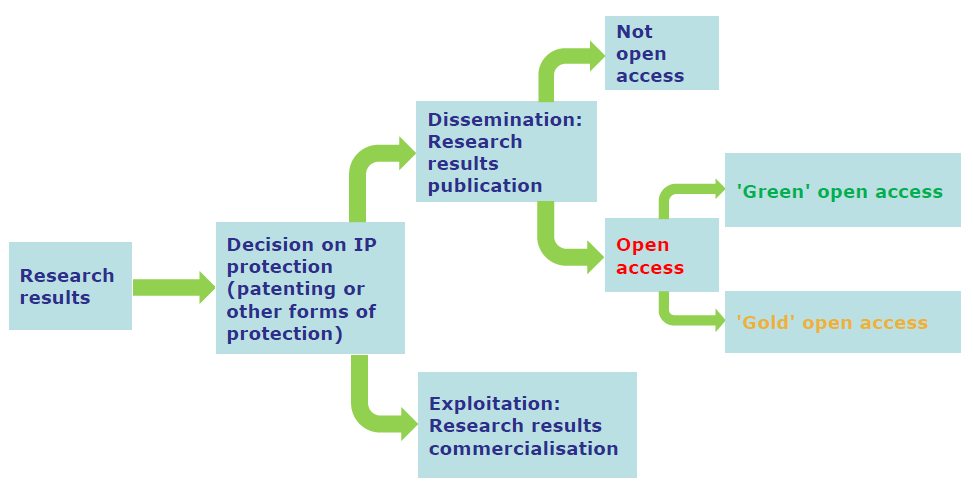 Research
results
Decision on IP
protection
(patenting or
other forms of
protection)
Dissemination:
Research
results
publication
Exploitation:
Research results
commercialisation
Not
open
access
Open
access
'Green' open access
'Gold' open access